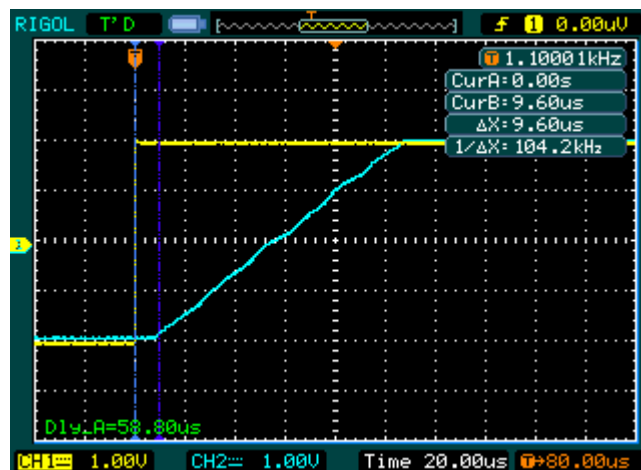 RIGOL T'D T f 1 0.00uV
T
T 1.10001kHz
CurA:0.00s
CurB:9.60us
ΔX:9.60us
1/ΔX:104.2kHz
Dly_A=58.80us
CH1 1.00V CH2 1.00V Time 20.00us T→80.00us